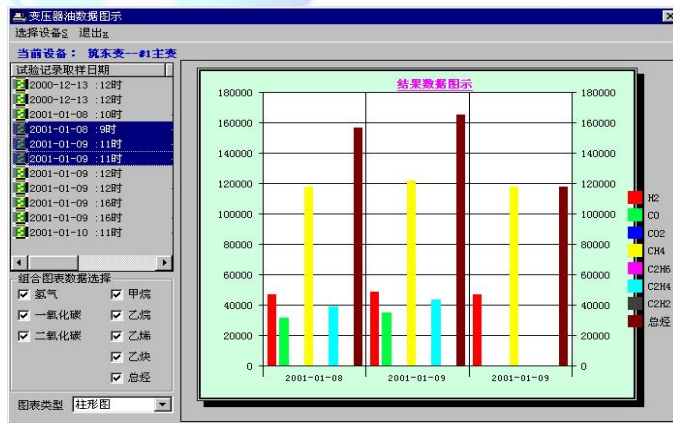 变压器油数据图示
选择设备S 退出x
当前设备： 筑东变--#1主变
试验记录取样日期
2000-12-13 :12时
2000-12-13 :12时
2001-01-08 :10时
2001-01-08 :9时
2001-01-09 :11时
2001-01-09 :11时
2001-01-09 :12时
2001-01-09 :12时
2001-01-09 :16时
2001-01-09 :16时
2001-01-10 :11时
组合图表数据选择
氢气 甲烷
一氧化碳 乙烷
二氧化碳 乙烯
乙炔
总烃
图表类型 柱形图
结果数据图示
180000 180000
160000 160000
140000 140000
120000 120000
100000 100000
80000 80000
60000 60000
40000 40000
20000 20000
0 0
2001-01-08 2001-01-09 2001-01-09
H2
CO
CO2
CH4
C2H6
C2H4
C2H2
总烃